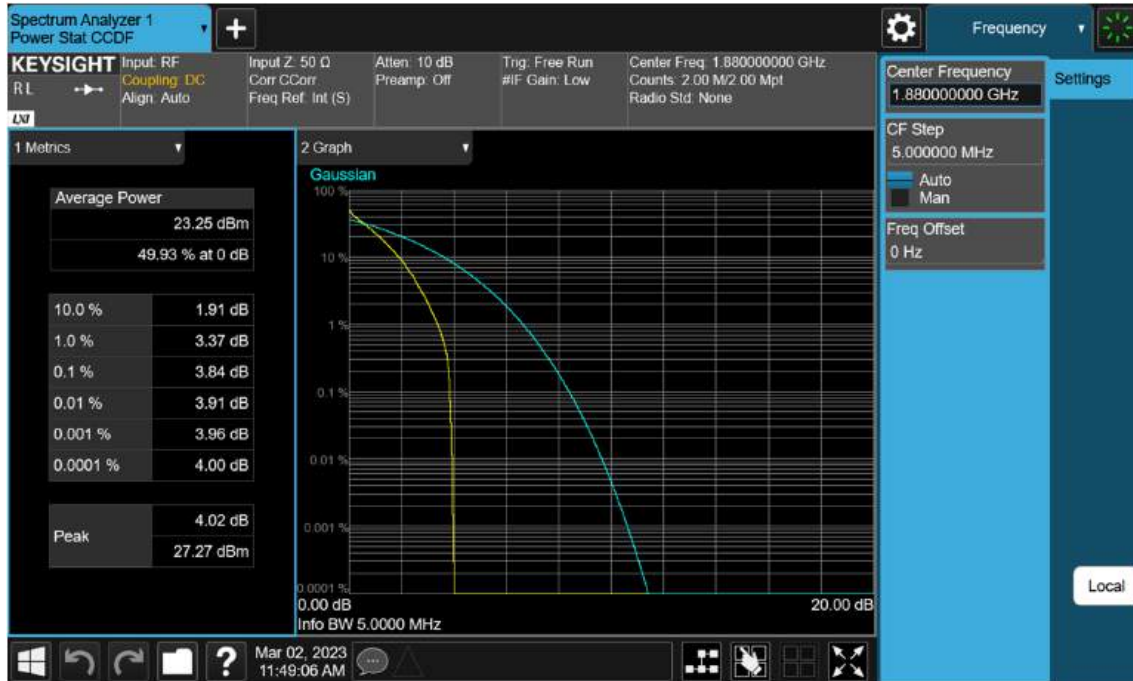 Spectrum Analyzer 1
Power Stat CCDF
Frequency
KEYSIGHT
RL
LXI
Input: RF
Coupling: DC
Align: Auto
Input Z: 50 Ω
Corr CCorr
Freq Ref: Int (S)
Atten: 10 dB
Preamp: Off
Trig: Free Run
#IF Gain: Low
Center Freq: 1.880000000 GHz
Counts: 2.00 M/2.00 Mpt
Radio Std: None
Center Frequency
1.880000000 GHz
Settings
CF Step
5.000000 MHz
Auto
Man
Freq Offset
0 Hz
1 Metrics
Average Power
23.25 dBm
49.93 % at 0 dB
10.0 % 1.91 dB
1.0 % 3.37 dB
0.1 % 3.84 dB
0.01 % 3.91 dB
0.001 % 3.96 dB
0.0001 % 4.00 dB
Peak
4.02 dB
27.27 dBm
2 Graph
Gaussian
100 %
10 %
1 %
0.1 %
0.01 %
0.001 %
0.0001 %
0.00 dB 20.00 dB
Info BW 5.0000 MHz
Local
?
Mar 02, 2023
11:49:06 AM